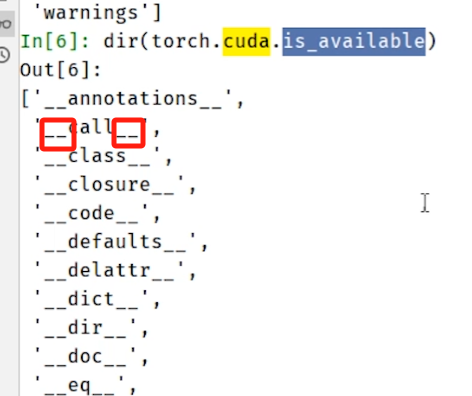 'warnings']
In[6]: dir(torch.cuda.is_available)
Out[6]:
['__annotations__',
'__call__',
'__class__',
'__closure__',
'__code__',
'__defaults__',
'__delattr__',
'__dict__',
'__dir__',
'__doc__',
'__eq__',